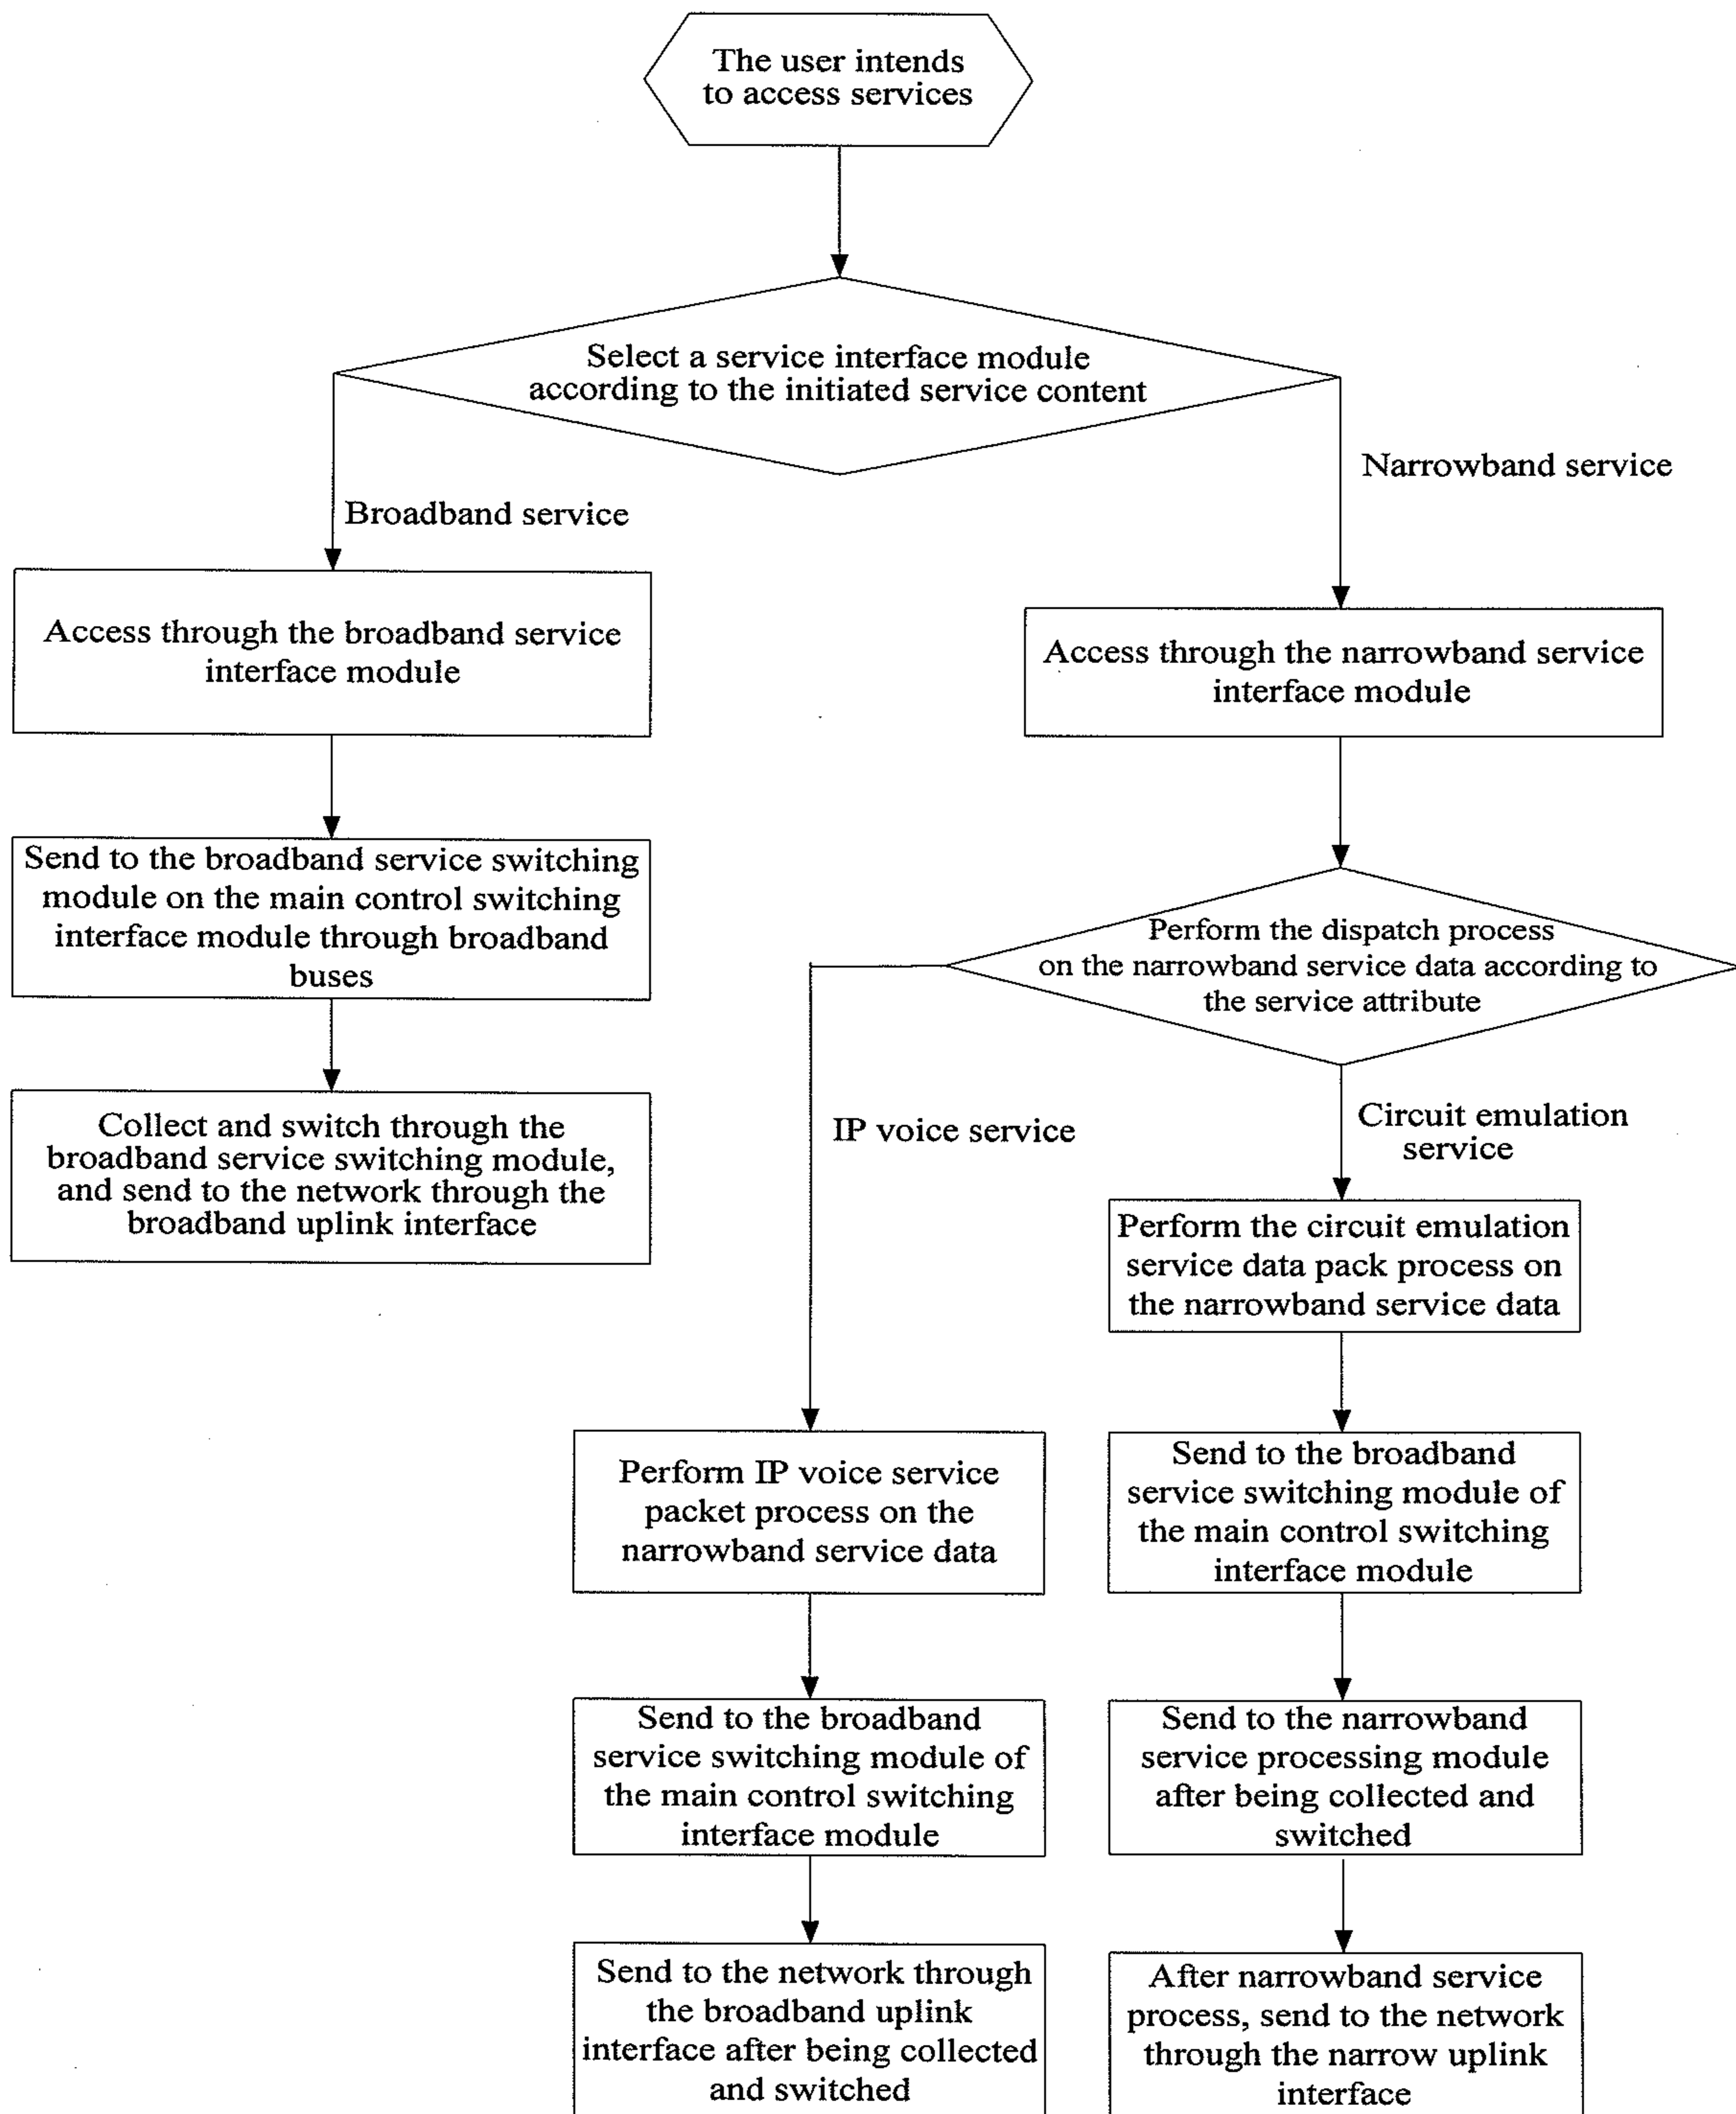 The user intends
to access services
Select a service interface module
according to the initiated service content
Broadband service
Narrowband service
Access through the broadband service
interface module
Access through the narrowband service
interface module
Send to the broadband service switching
module on the main control switching
interface module through broadband
buses
Perform the dispatch process
on the narrowband service data according to
the service attribute
Collect and switch through the
broadband service switching module,
and send to the network through the
broadband uplink interface
IP voice service
Circuit emulation
service
Perform the circuit emulation
service data pack process on
the narrowband service data
Perform IP voice service
packet process on the
narrowband service data
Send to the broadband
service switching module of
the main control switching
interface module
Send to the broadband
service switching module of
the main control switching
interface module
Send to the narrowband
service processing module
after being collected and
switched
Send to the network through
the broadband uplink
interface after being collected
and switched
After narrowband service
process, send to the network
through the narrow uplink
interface